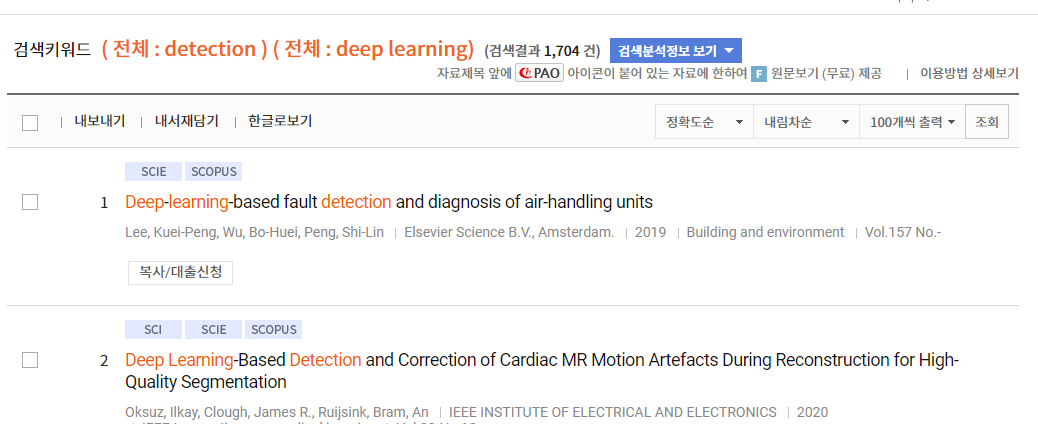 검색키워드 ( 전체 : detection ) ( 전체 : deep learning) (검색결과 1,704 건) 검색분석정보 보기
자료제목 앞에 PAO 아이콘이 붙어 있는 자료에 한하여 F 원문보기 (무료) 제공 | 이용방법 상세보기
| 내보내기 | 내서재담기 | 한글로보기 정확도순 내림차순 100개씩 출력 조회
SCIE SCOPUS
1 Deep-learning-based fault detection and diagnosis of air-handling units
Lee, Kuei-Peng, Wu, Bo-Huei, Peng, Shi-Lin | Elsevier Science B.V., Amsterdam. | 2019 | Building and environment | Vol.157 No.-
복사/대출신청
SCI SCIE SCOPUS
2 Deep Learning-Based Detection and Correction of Cardiac MR Motion Artefacts During Reconstruction for High-
Quality Segmentation
Oksuz, Ilkay, Clough, James R., Ruijsink, Bram, An | IEEE INSTITUTE OF ELECTRICAL AND ELECTRONICS | 2020